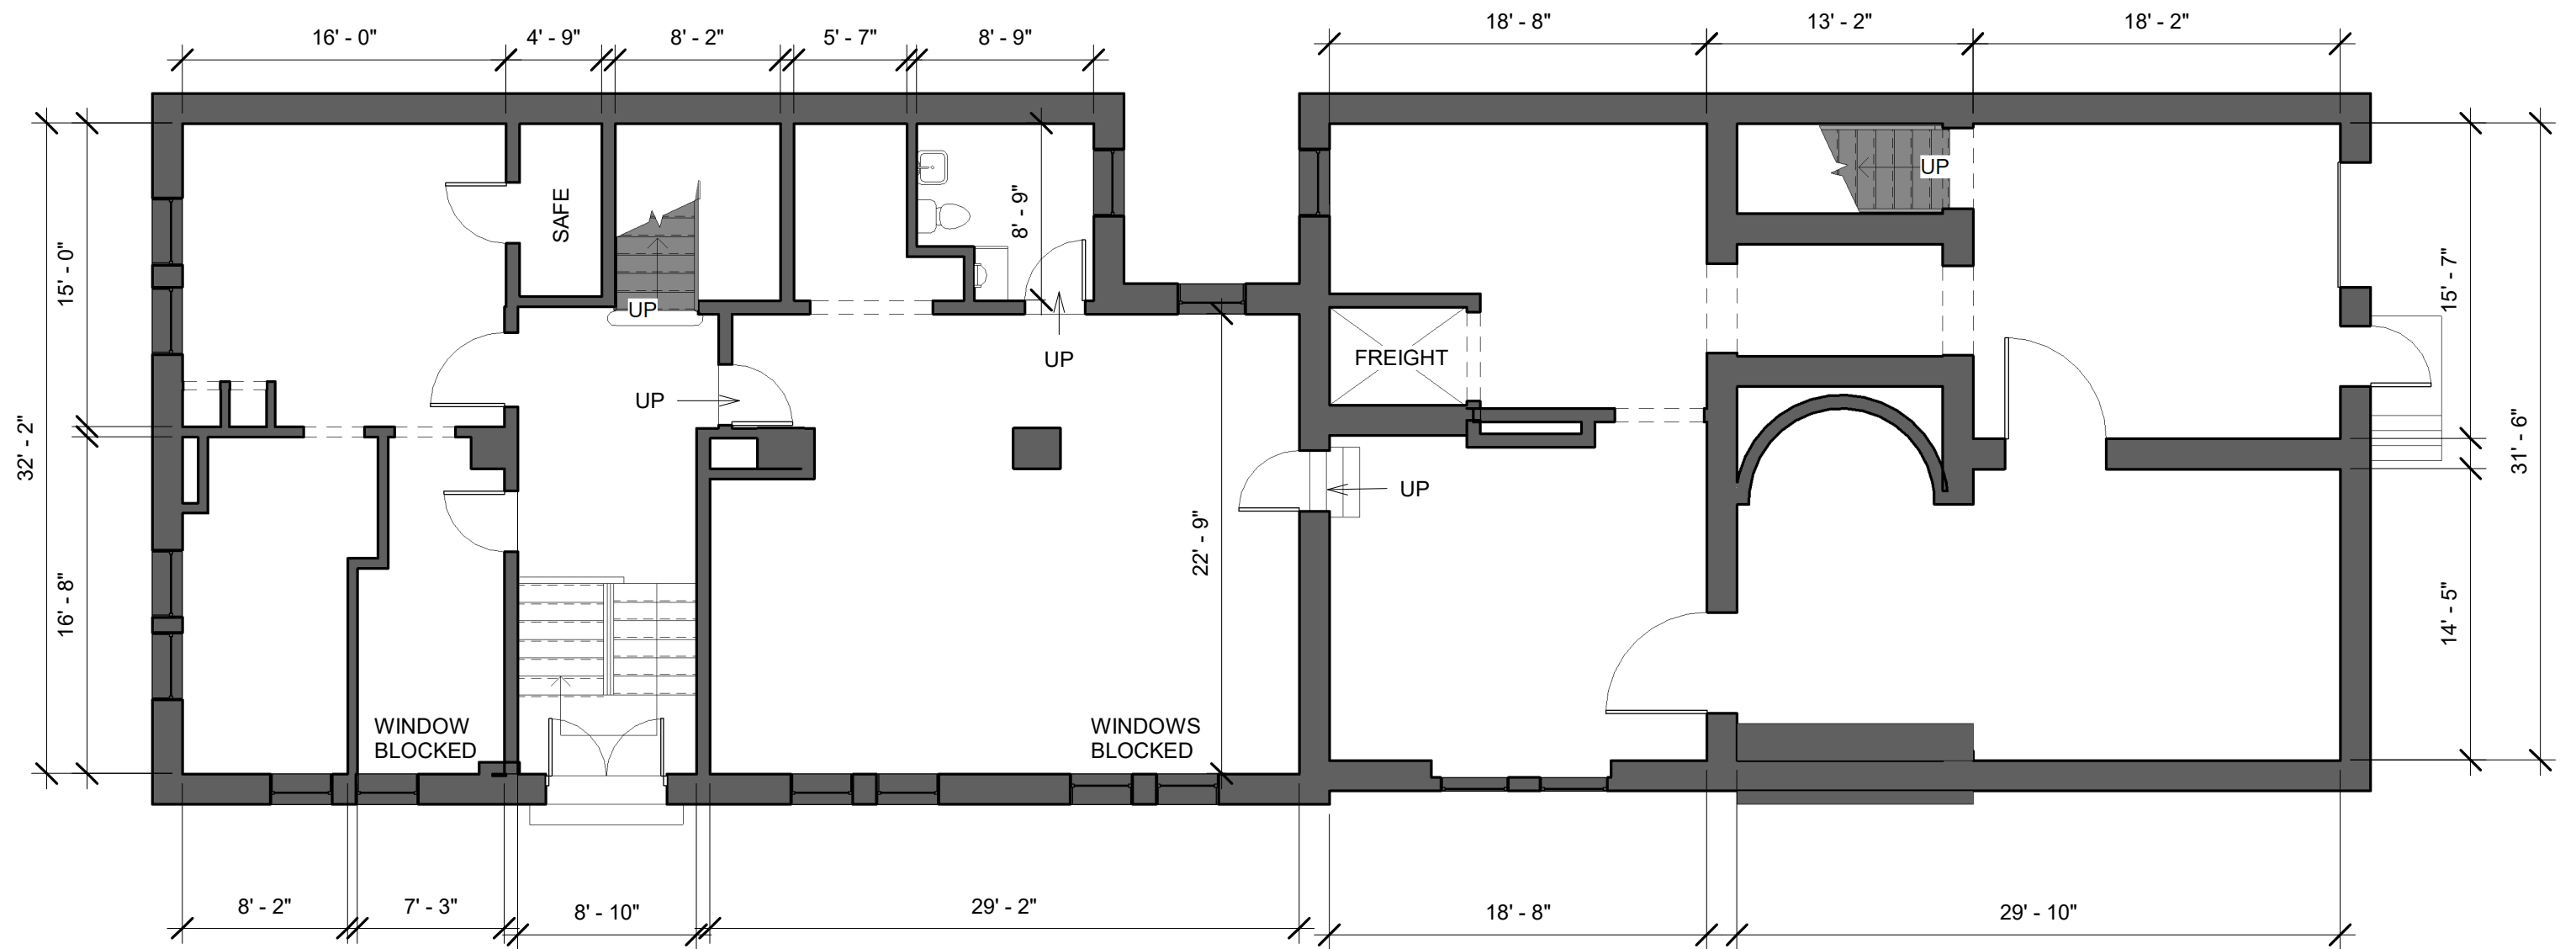 16' - 0"
4' - 9"
8' - 2"
5' - 7"
8' - 9"
18' - 8"
13' - 2"
18' - 2"
32' - 2"
15' - 0"
16' - 8"
SAFE
UP
8' - 9"
UP
UP
UP
FREIGHT
UP
22' - 9"
UP
15' - 7"
31' - 6"
14' - 5"
WINDOW
BLOCKED
WINDOWS
BLOCKED
8' - 2"
7' - 3"
8' - 10"
29' - 2"
18' - 8"
29' - 10"